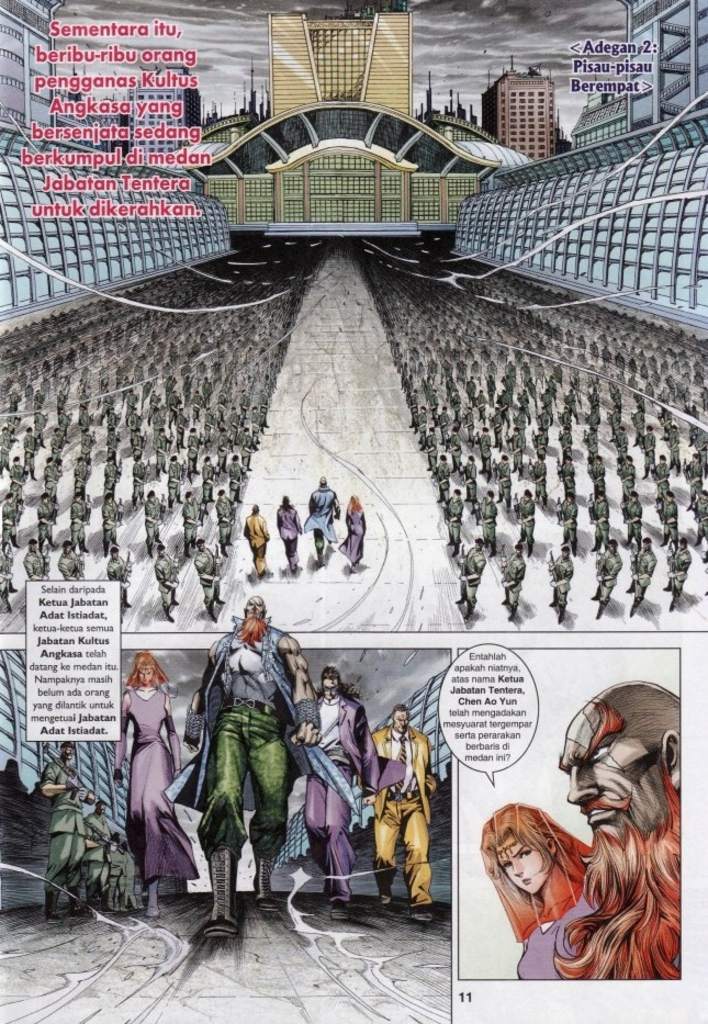 Sementara itu,
beribu-ribu orang
pengganas Kultus
Angkasa yang
bersenjata sedang
berkumpul di medan
Jabatan Tentera
untuk dikerahkan.
<Adegan 2:
Pisau-pisau
Berempat>
Selain daripada
Ketua Jabatan
Adat Istiadat,
ketua-ketua semua
Jabatan Kultus
Angkasa telah
datang ke medan itu.
Nampaknya masih
belum ada orang
yang dilantik untuk
mengetuai Jabatan
Adat Istiadat.
Entahlah
apakah niatnya,
atas nama Ketua
Jabatan Tentera,
Chen Ao Yun
telah mengadakan
mesyuarat tergempar
serta perarakan
berbaris di
medan ini?
11